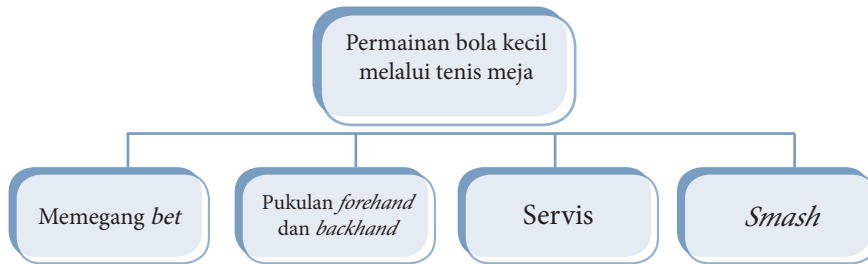 Permainan bola kecil
melalui tenis meja
Memegang bet
Pukulan forehand
dan backhand
Servis
Smash